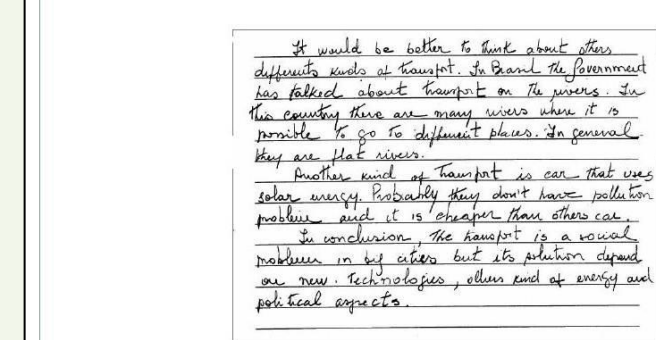 It would be better to think about others
differents kinds of transport. In Brasil the Government
has talked about transport on the rivers. In
this country there are many rivers where it is
possible to go to different places. In general
they are flat rivers.
Another kind of transport is car that uses
solar energy. Probably they don't have pollution
problem and it is cheaper than others car.
In conclusion, the transport is a social
problem in big cities but its solution depend
on new. Technologies, others kind of energy and
political aspects.